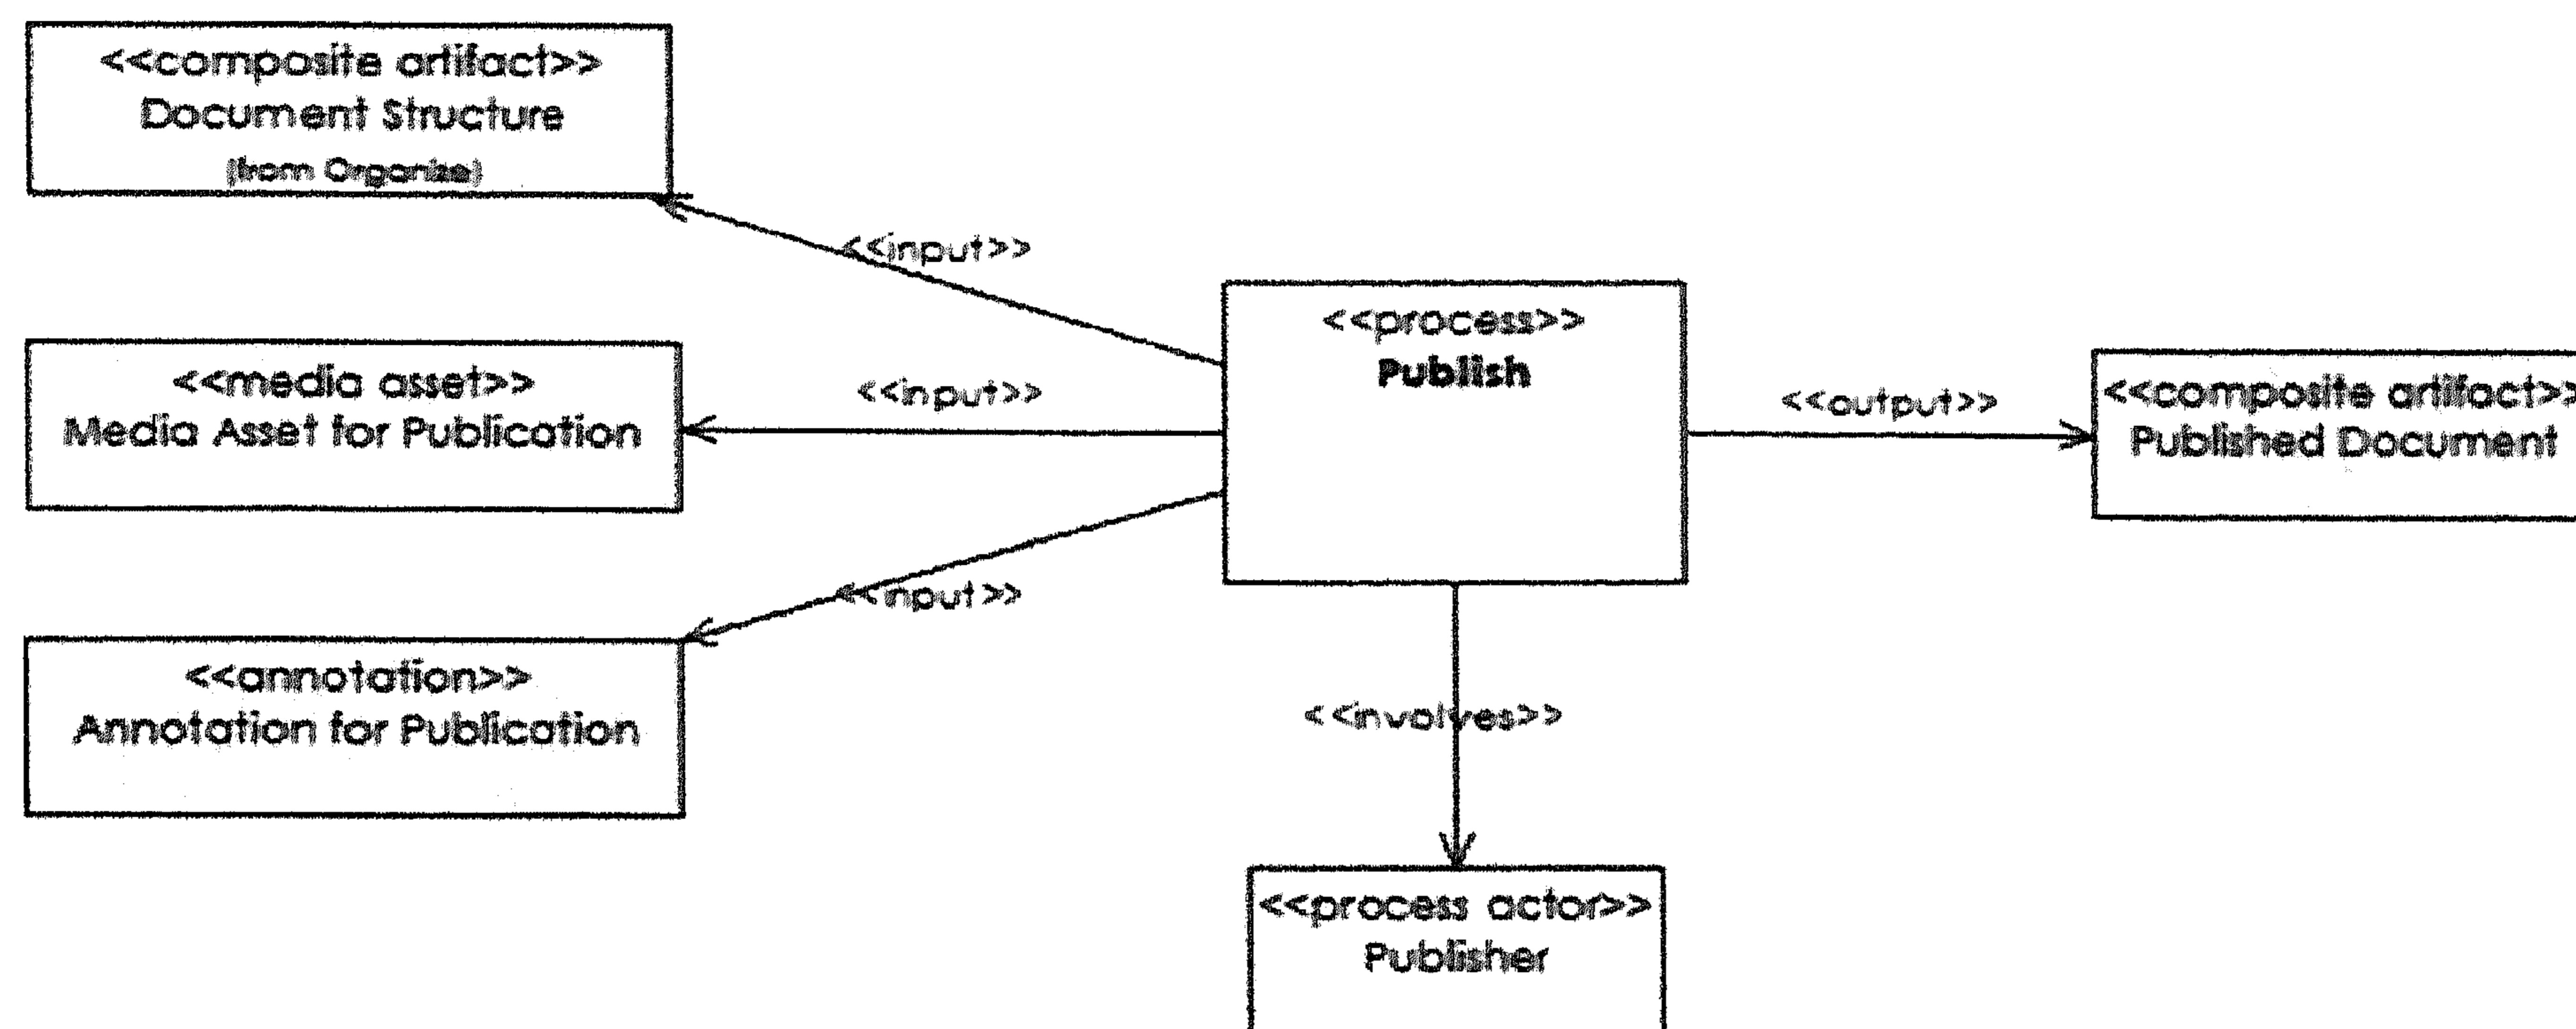 <<composite artifact>>
Document Structure
(from Organize)
<<input>>
<<process>>
Publish
<<media asset>>
Media Asset for Publication
<<input>>
<<output>>
<<composite artifact>>
Published Document
<<input>>
<<annotation>>
Annotation for Publication
<<involves>>
<<process actor>>
Publisher